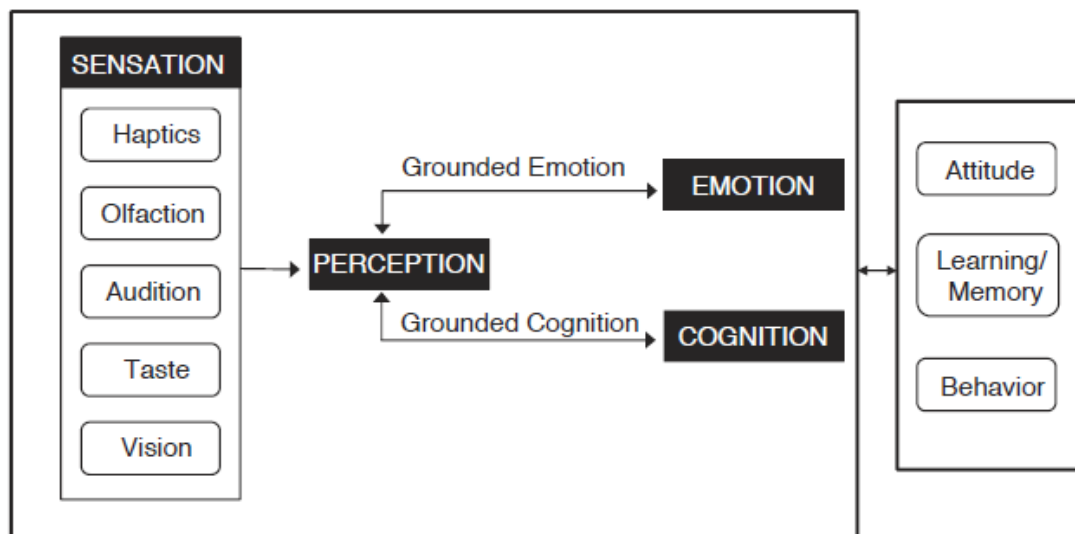 SENSATION
Haptics
Olfaction
Audition
Taste
Vision
PERCEPTION
Grounded Emotion
EMOTION
Grounded Cognition
COGNITION
Attitude
Learning/
Memory
Behavior